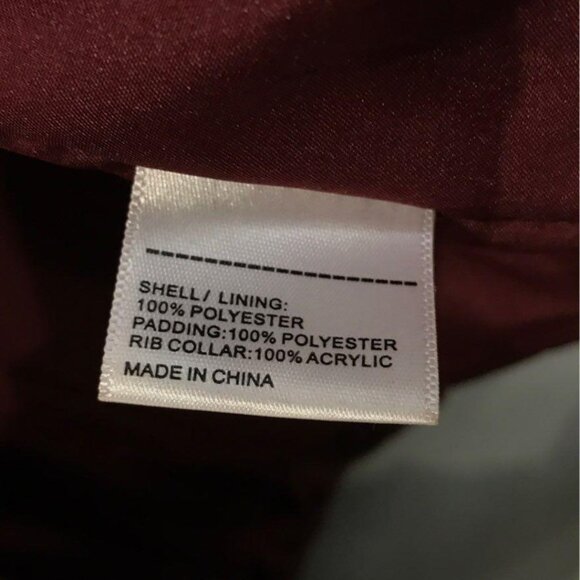 SHELL/ LINING:
100% POLYESTER
PADDING:100% POLYESTER
RIB COLLAR:100% ACRYLIC
MADE IN CHINA